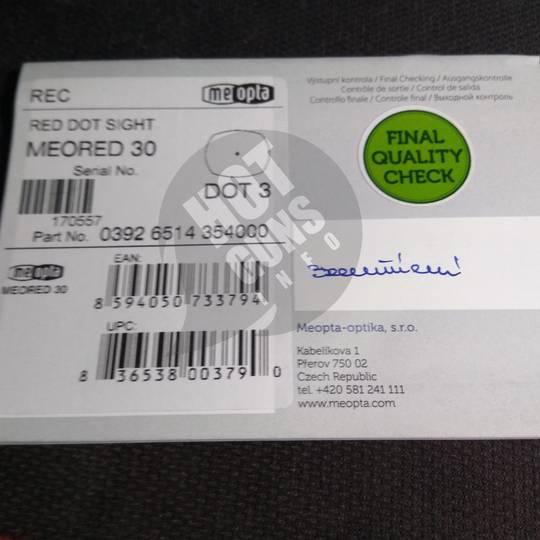 REC
meopta
RED DOT SIGHT
MEORED 30
Serial No.
DOT 3
170557
Part No. 0392 6514 354000
meopta
MEORED 30
EAN:
8 594050 733794
UPC:
8 36538 00379 0
Výstupní kontrola / Final Checking / Ausgangskontrolle
Contrôle de sortie / Control de salida
Controllo finale / Controle final / Выходной контроль
FINAL
QUALITY
CHECK
Meopta-optika, s.r.o.
Kabelíkova 1
Přerov 750 02
Czech Republic
tel. +420 581 241 111
www.meopta.com
HOT
GUNS
INFO